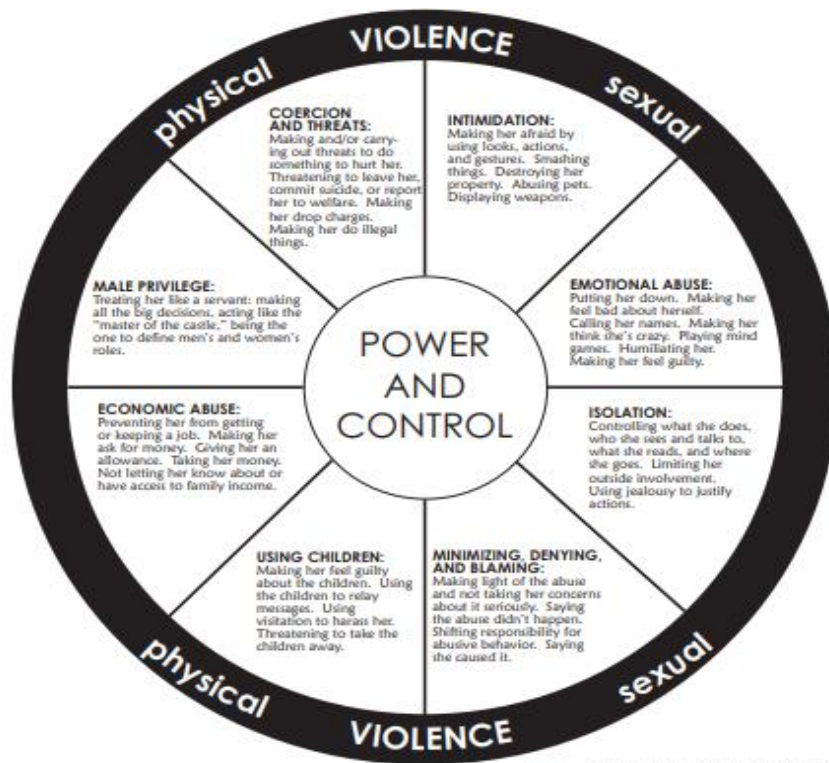 physical VIOLENCE sexual
COERCION
AND THREATS:
Making and/or carry-
ing out threats to do
something to hurt her.
Threatening to leave her,
commit suicide, or report
her to welfare. Making
her drop charges.
Making her do illegal
things.
INTIMIDATION:
Making her afraid by
using looks, actions,
and gestures. Smashing
things. Destroying her
property. Abusing pets.
Displaying weapons.
MALE PRIVILEGE:
Treating her like a servant: making
all the big decisions, acting like the
"master of the castle," being the
one to define men's and women's
roles.
EMOTIONAL ABUSE:
Putting her down. Making her
feel bad about herself.
Calling her names. Making her
think she's crazy. Playing mind
games. Humiliating her.
Making her feel guilty.
POWER
AND
CONTROL
ECONOMIC ABUSE:
Preventing her from getting
or keeping a job. Making her
ask for money. Giving her an
allowance. Taking her money.
Not letting her know about or
have access to family income.
ISOLATION:
Controlling what she does,
who she sees and talks to,
what she reads, and where
she goes. Limiting her
outside involvement.
Using jealousy to justify
actions.
USING CHILDREN:
Making her feel guilty
about the children. Using
the children to relay
messages. Using
visitation to harass her.
Threatening to take the
children away.
MINIMIZING, DENYING,
AND BLAMING:
Making light of the abuse
and not taking her concerns
about it seriously. Saying
the abuse didn't happen.
Shifting responsibility for
abusive behavior. Saying
she caused it.
physical VIOLENCE sexual